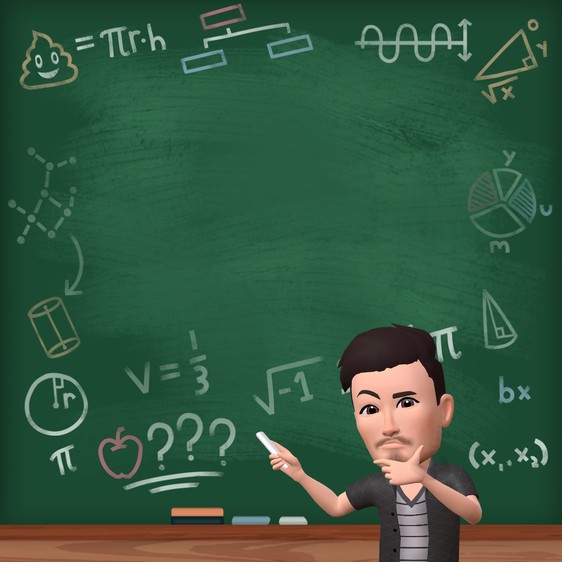 = πr·h
y
√x
y
u
m
V = 1/3
√-1
π
r
bx
π
???
(x₁, x₂)